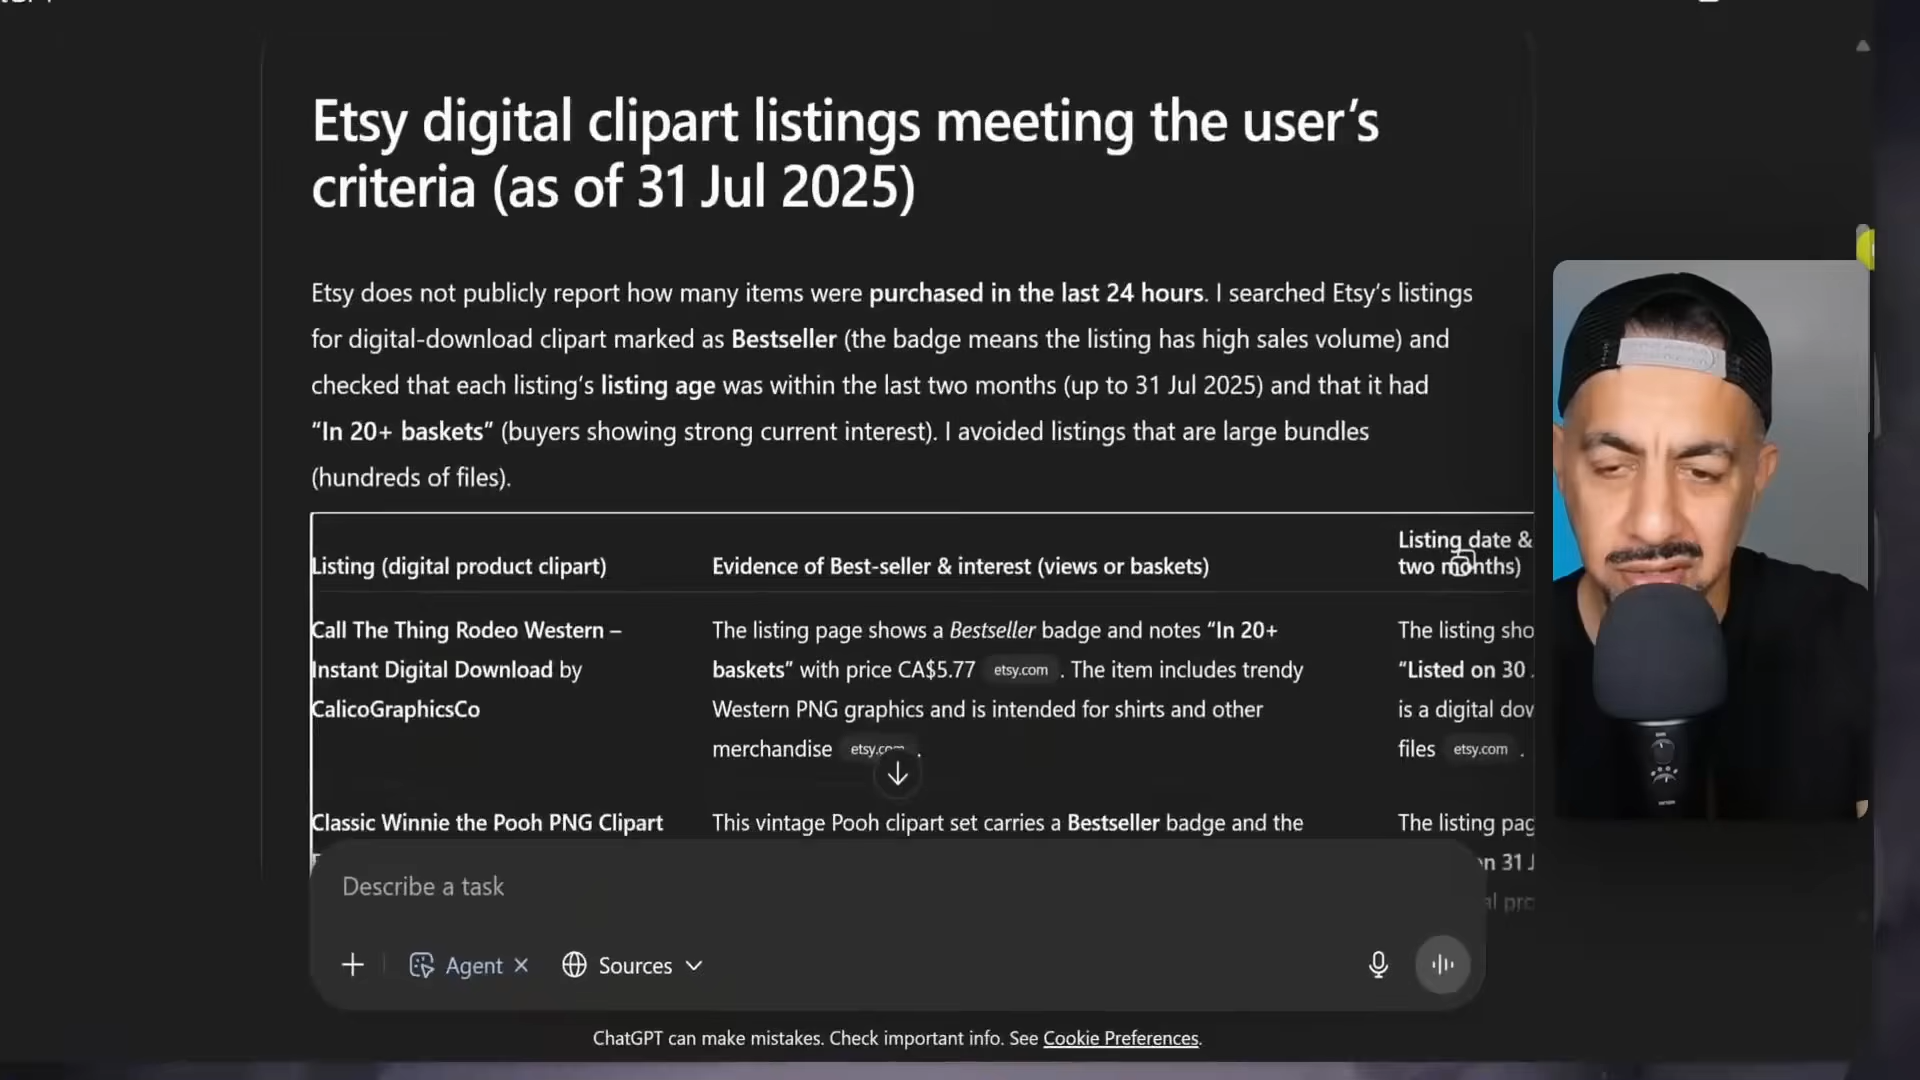 Etsy digital clipart listings meeting the user's
criteria (as of 31 Jul 2025)
Etsy does not publicly report how many items were purchased in the last 24 hours. I searched Etsy's listings
for digital-download clipart marked as Bestseller (the badge means the listing has high sales volume) and
checked that each listing's listing age was within the last two months (up to 31 Jul 2025) and that it had
“In 20+ baskets” (buyers showing strong current interest). I avoided listings that are large bundles
(hundreds of files).
Listing (digital product clipart)
Evidence of Best-seller & interest (views or baskets)
Listing date &
two months)
Call The Thing Rodeo Western –
Instant Digital Download by
CalicoGraphicsCo
The listing page shows a Bestseller badge and notes “In 20+
baskets” with price CA$5.77 etsy.com . The item includes trendy
Western PNG graphics and is intended for shirts and other
merchandise etsy.com .
The listing sho
“Listed on 30
is a digital dov
files etsy.com .
Classic Winnie the Pooh PNG Clipart
This vintage Pooh clipart set carries a Bestseller badge and the
The listing pag
on 31 J
al pro
Describe a task
Agent
Sources
ChatGPT can make mistakes. Check important info. See Cookie Preferences.